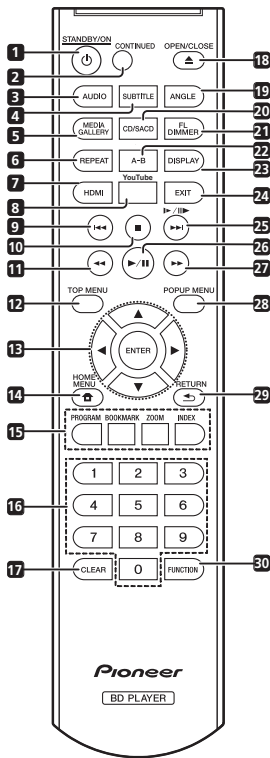 STANDBY/ON
1
CONTINUED
OPEN/CLOSE
2
18
3
AUDIO
SUBTITLE
ANGLE
19
4
20
5
MEDIA
GALLERY
CD/SACD
FL
DIMMER
21
22
6
REPEAT
A-B
DISPLAY
23
7
YouTube
HDMI
EXIT
24
8
9
25
10
26
11
27
TOP MENU
POPUP MENU
12
28
13
ENTER
HOME
MENU
RETURN
14
29
PROGRAM BOOKMARK ZOOM INDEX
15
1 2 3
16
4 5 6
7 8 9
17
CLEAR
0
FUNCTION
30
Pioneer
BD PLAYER